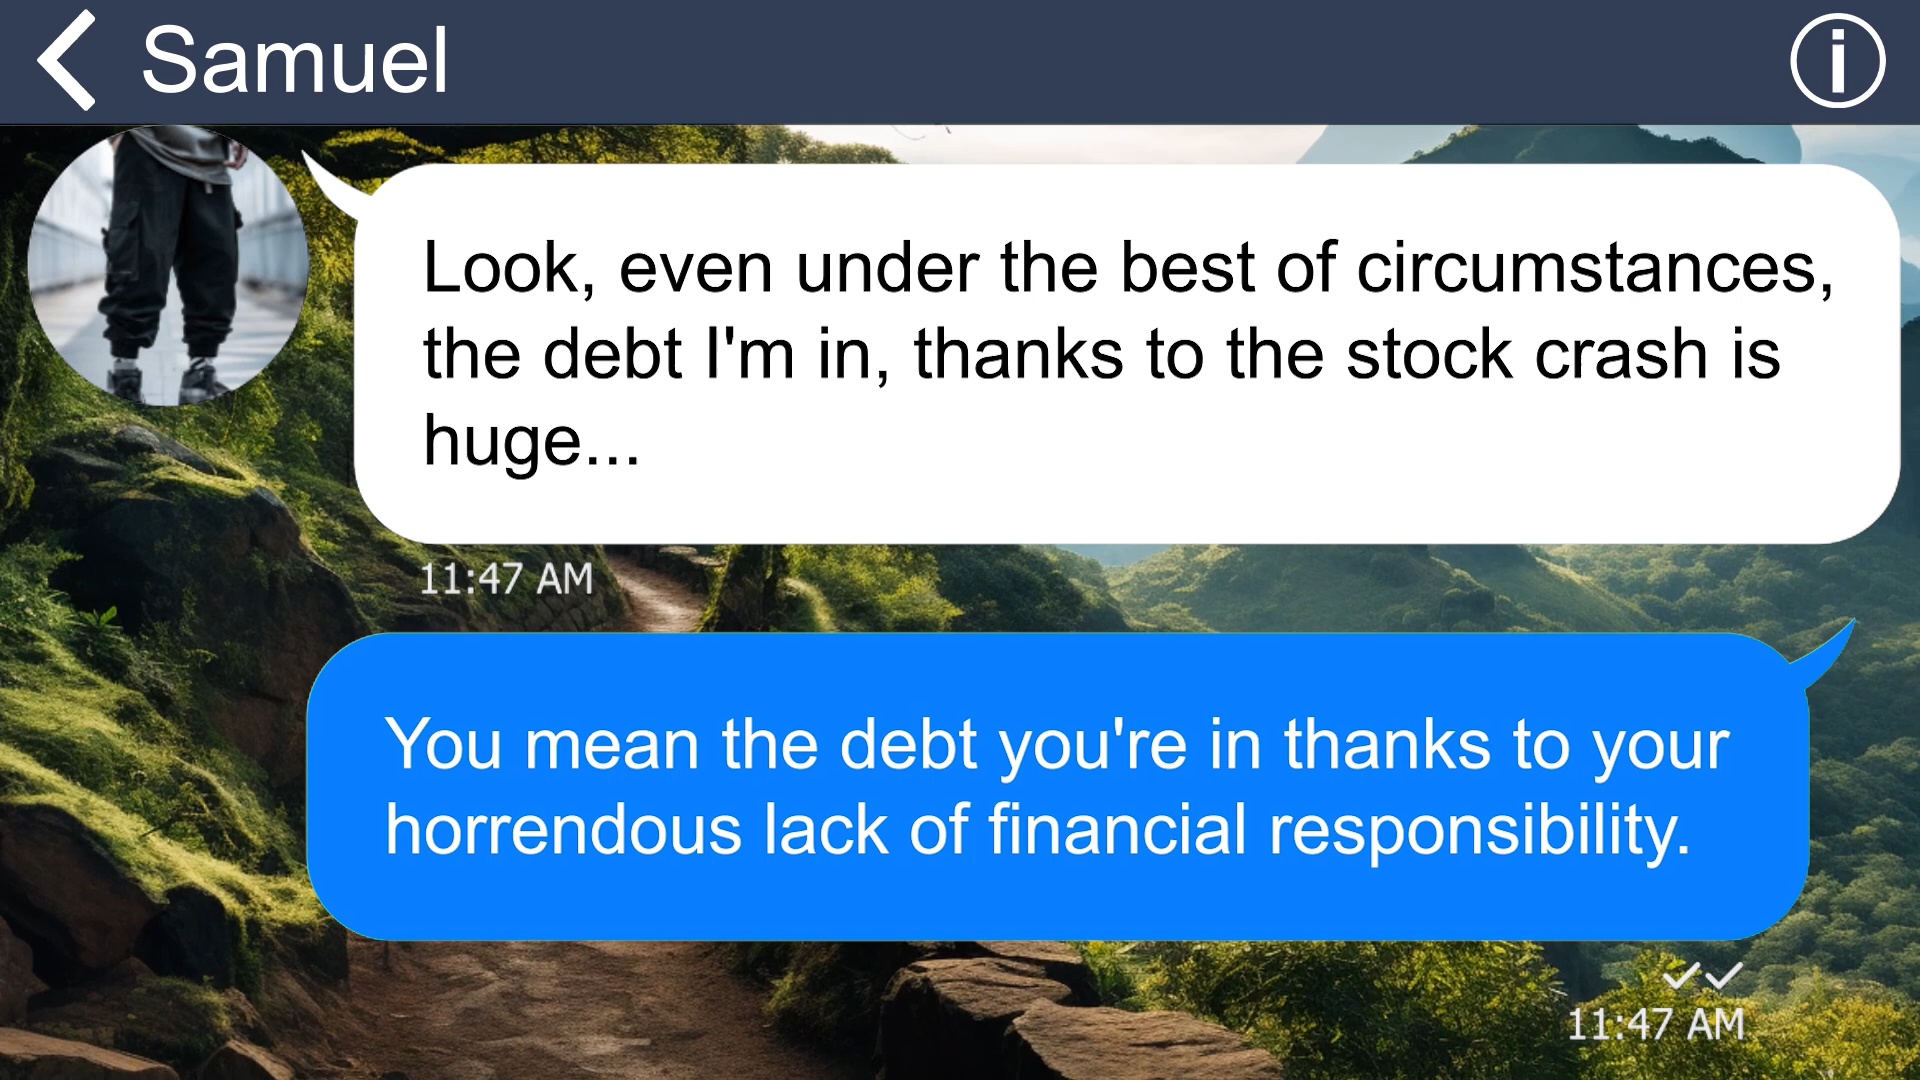 Samuel
Look, even under the best of circumstances,
the debt I'm in, thanks to the stock crash is
huge...
11:47 AM
You mean the debt you're in thanks to your
horrendous lack of financial responsibility.
11:47 AM